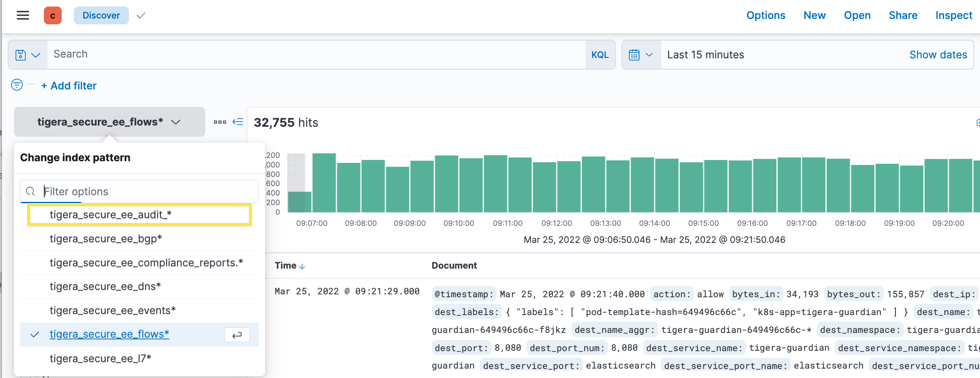 c Discover Options New Open Share Inspect
Search KQL Last 15 minutes Show dates
+ Add filter
tigera_secure_ee_flows* 32,755 hits
Change index pattern
Filter options
tigera_secure_ee_audit_*
tigera_secure_ee_bgp*
tigera_secure_ee_compliance_reports.*
tigera_secure_ee_dns*
tigera_secure_ee_events*
tigera_secure_ee_flows*
tigera_secure_ee_l7*
800
600
400
200
0
09:07:00 09:08:00 09:09:00 09:10:00 09:11:00 09:12:00 09:13:00 09:14:00 09:15:00 09:16:00 09:17:00 09:18:00 09:19:00 09:20:00
Mar 25, 2022 @ 09:06:50.046 - Mar 25, 2022 @ 09:21:50.046
Time Document
Mar 25, 2022 @ 09:21:29.000 @timestamp: Mar 25, 2022 @ 09:21:40.000 action: allow bytes_in: 34,193 bytes_out: 155,857 dest_ip:
dest_labels: { "labels": [ "pod-template-hash=649496c66c", "k8s-app=tigera-guardian" ] } dest_name:
guardian-649496c66c-f8jkz dest_name_aggr: tigera-guardian-649496c66c-* dest_namespace: tigera-guardia
dest_port: 8,080 dest_port_num: 8,080 dest_service_name: tigera-guardian dest_service_namespace:
guardian dest_service_port: elasticsearch dest_service_port_name: elasticsearch dest_service_port_nu